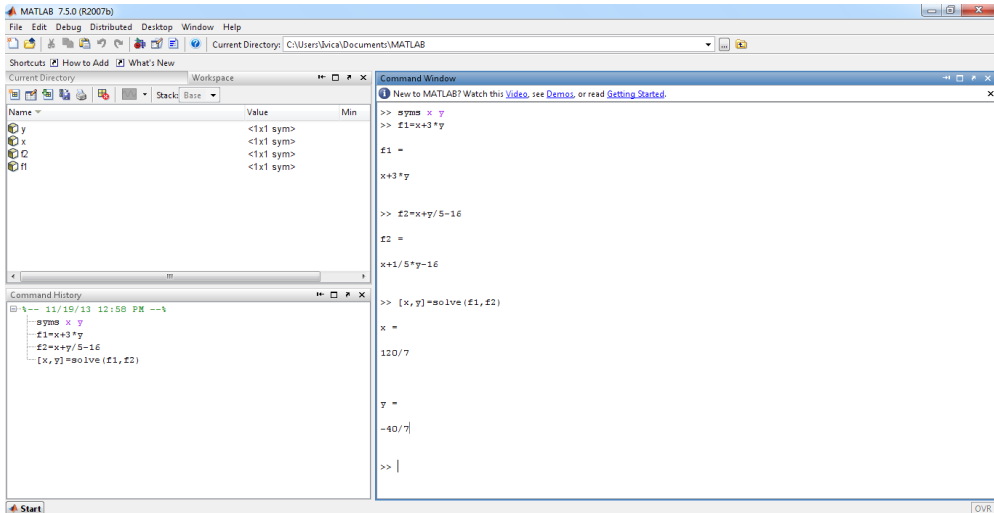 MATLAB 7.5.0 (R2007b)
File Edit Debug Distributed Desktop Window Help
Current Directory: C:\Users\Ivica\Documents\MATLAB
Shortcuts How to Add What's New
Current Directory Workspace
Stack: Base
Name Value Min
y <1x1 sym>
x <1x1 sym>
f2 <1x1 sym>
f1 <1x1 sym>
Command History
%-- 11/19/13 12:58 PM --%
syms x y
f1=x+3*y
f2=x+y/5-16
[x,y]=solve(f1,f2)
Command Window
New to MATLAB? Watch this Video, see Demos, or read Getting Started.
>> syms x y
>> f1=x+3*y
f1 =
x+3*y
>> f2=x+y/5-16
f2 =
x+1/5*y-16
>> [x,y]=solve(f1,f2)
x =
120/7
y =
-40/7
>>
Start
OVR